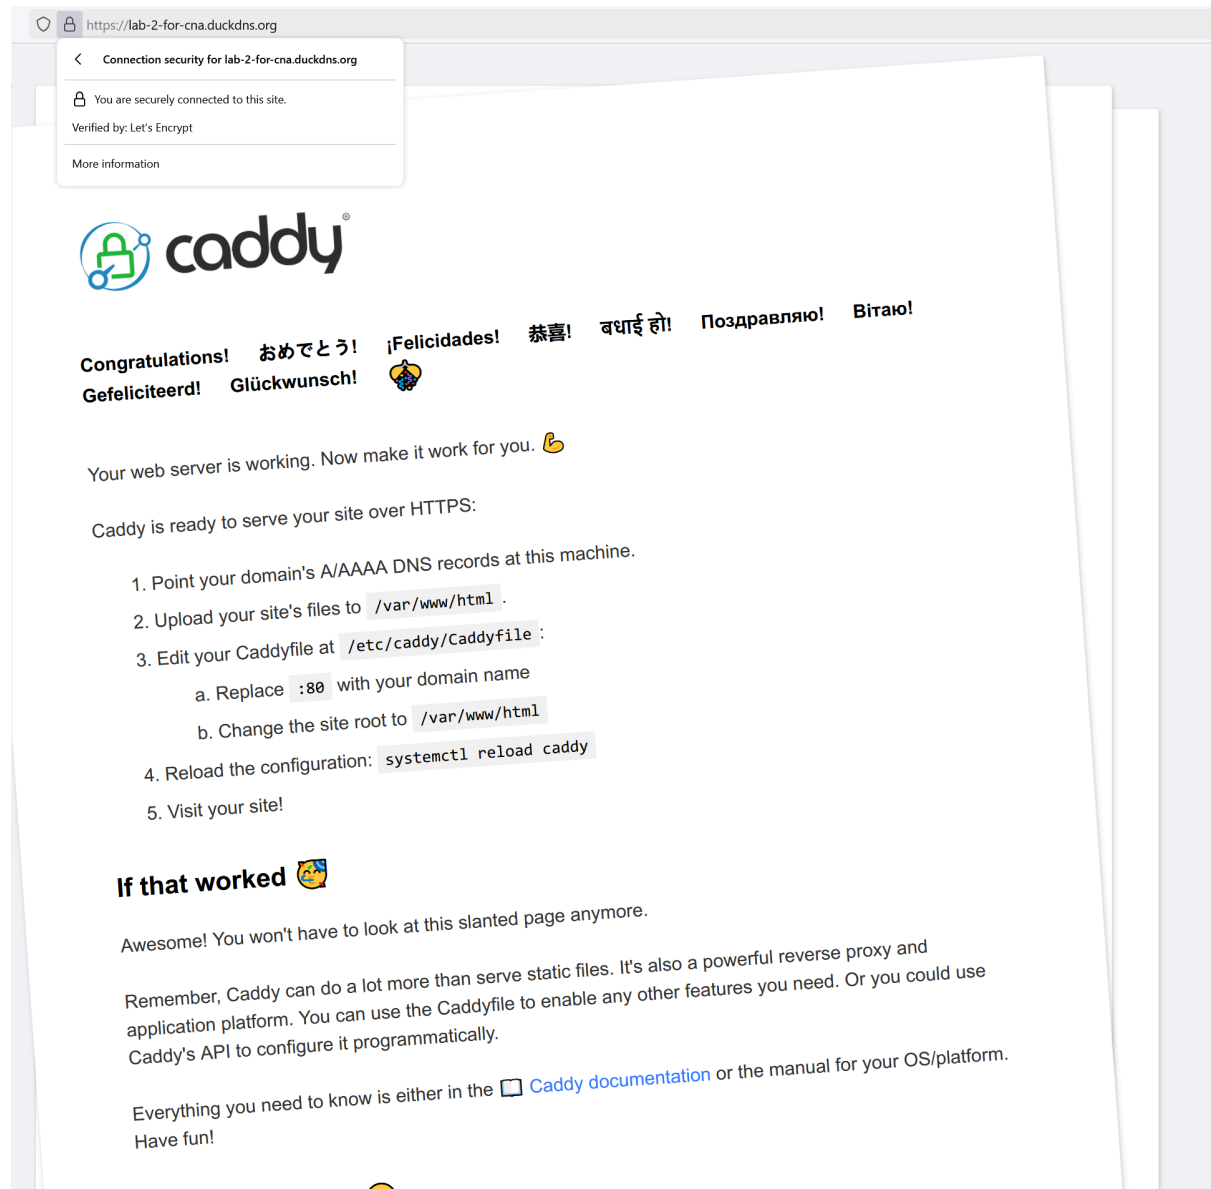 https://lab-2-for-cna.duckdns.org
Connection security for lab-2-for-cna.duckdns.org
You are securely connected to this site.
Verified by: Let's Encrypt
More information
caddy®
Congratulations! おめでとう! ¡Felicidades! 恭喜! बधाई हो! Поздравляю! Вітаю!
Gefeliciteerd! Glückwunsch!
Your web server is working. Now make it work for you. 💪
Caddy is ready to serve your site over HTTPS:
1. Point your domain's A/AAAA DNS records at this machine.
2. Upload your site's files to /var/www/html .
3. Edit your Caddyfile at /etc/caddy/Caddyfile :
a. Replace :80 with your domain name
b. Change the site root to /var/www/html
4. Reload the configuration: systemctl reload caddy
5. Visit your site!
If that worked 🥳
Awesome! You won't have to look at this slanted page anymore.
Remember, Caddy can do a lot more than serve static files. It's also a powerful reverse proxy and
application platform. You can use the Caddyfile to enable any other features you need. Or you could use
Caddy's API to configure it programmatically.
Everything you need to know is either in the 📖 Caddy documentation or the manual for your OS/platform.
Have fun!